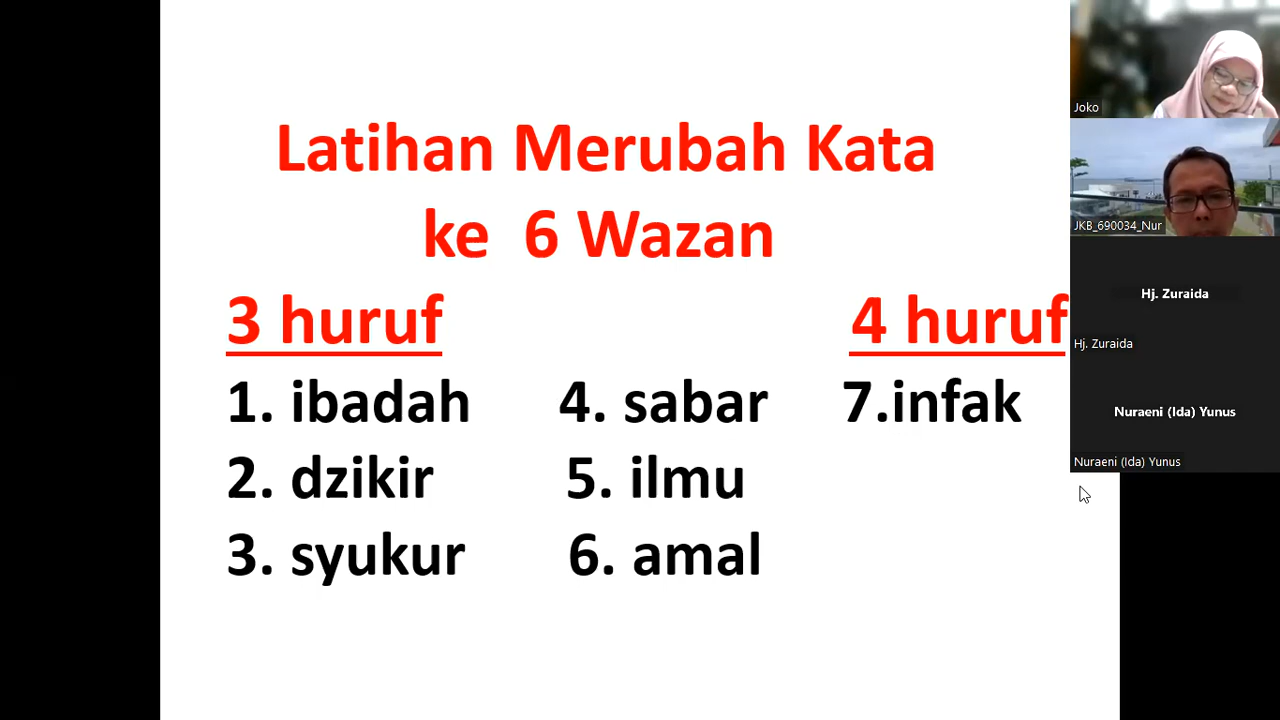 Latihan Merubah Kata
ke 6 Wazan
3 huruf 4 huruf
1. ibadah 4. sabar 7.infak
2. dzikir 5. ilmu
3. syukur 6. amal
Joko
JKB_690034_Nur
Hj. Zuraida
Hj. Zuraida
Nuraeni (Ida) Yunus
Nuraeni (Ida) Yunus